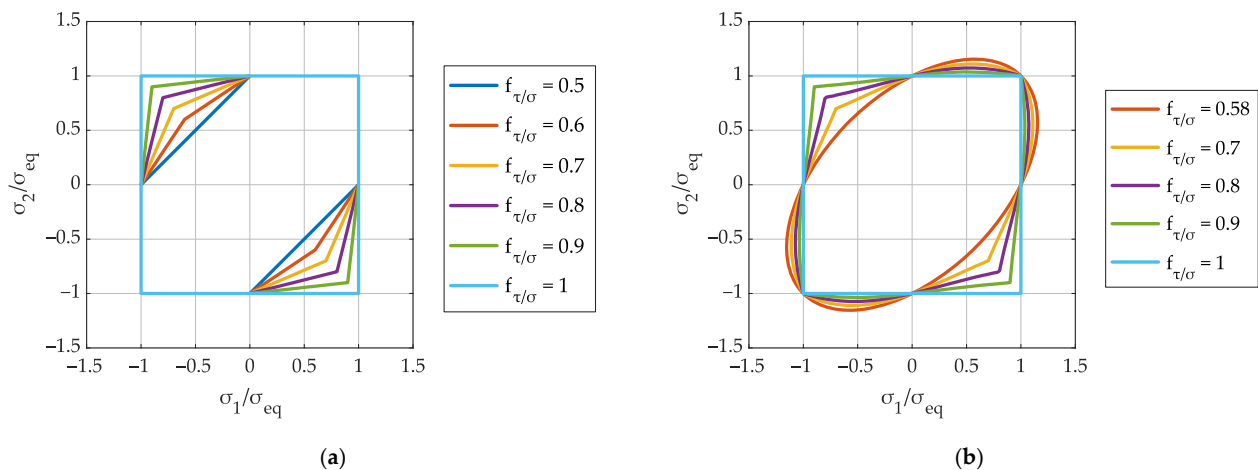 1.5
1
0.5
0
−0.5
−1
−1.5
σ2/σeq
−1.5 −1 −0.5 0 0.5 1 1.5
σ1/σeq
fτ/σ = 0.5
fτ/σ = 0.6
fτ/σ = 0.7
fτ/σ = 0.8
fτ/σ = 0.9
fτ/σ = 1
(a)
1.5
1
0.5
0
−0.5
−1
−1.5
σ2/σeq
−1.5 −1 −0.5 0 0.5 1 1.5
σ1/σeq
fτ/σ = 0.58
fτ/σ = 0.7
fτ/σ = 0.8
fτ/σ = 0.9
fτ/σ = 1
(b)